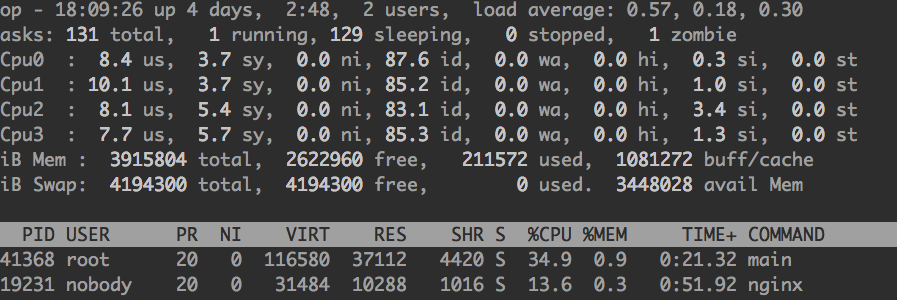 op - 18:09:26 up 4 days, 2:48, 2 users, load average: 0.57, 0.18, 0.30
asks: 131 total, 1 running, 129 sleeping, 0 stopped, 1 zombie
Cpu0 : 8.4 us, 3.7 sy, 0.0 ni, 87.6 id, 0.0 wa, 0.0 hi, 0.3 si, 0.0 st
Cpu1 : 10.1 us, 3.7 sy, 0.0 ni, 85.2 id, 0.0 wa, 0.0 hi, 1.0 si, 0.0 st
Cpu2 : 8.1 us, 5.4 sy, 0.0 ni, 83.1 id, 0.0 wa, 0.0 hi, 3.4 si, 0.0 st
Cpu3 : 7.7 us, 5.7 sy, 0.0 ni, 85.3 id, 0.0 wa, 0.0 hi, 1.3 si, 0.0 st
iB Mem : 3915804 total, 2622960 free, 211572 used, 1081272 buff/cache
iB Swap: 4194300 total, 4194300 free, 0 used. 3448028 avail Mem
PID USER PR NI VIRT RES SHR S %CPU %MEM TIME+ COMMAND
41368 root 20 0 116580 37112 4420 S 34.9 0.9 0:21.32 main
19231 nobody 20 0 31484 10288 1016 S 13.6 0.3 0:51.92 nginx